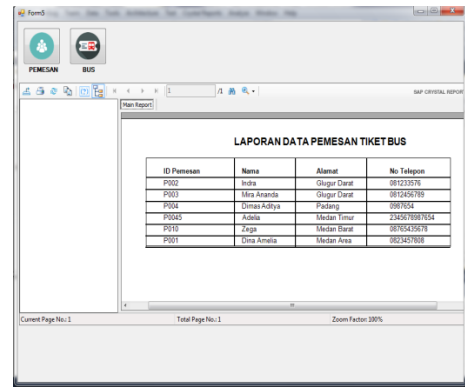 Form5
PEMESAN BUS
1 /1 SAP CRYSTAL REPOR
Main Report
LAPORAN DATA PEMESAN TIKET BUS
ID Pemesan Nama Alamat No Telepon
P002 Indra Glugur Darat 081233576
P003 Mira Ananda Glugur Darat 0812456789
P004 Dimas Aditya Padang 0987654
P0045 Adelia Medan Timur 2345678987654
P010 Zega Medan Barat 08765435678
P001 Dina Amelia Medan Area 0823457808
Current Page No.: 1 Total Page No.: 1 Zoom Factor: 100%